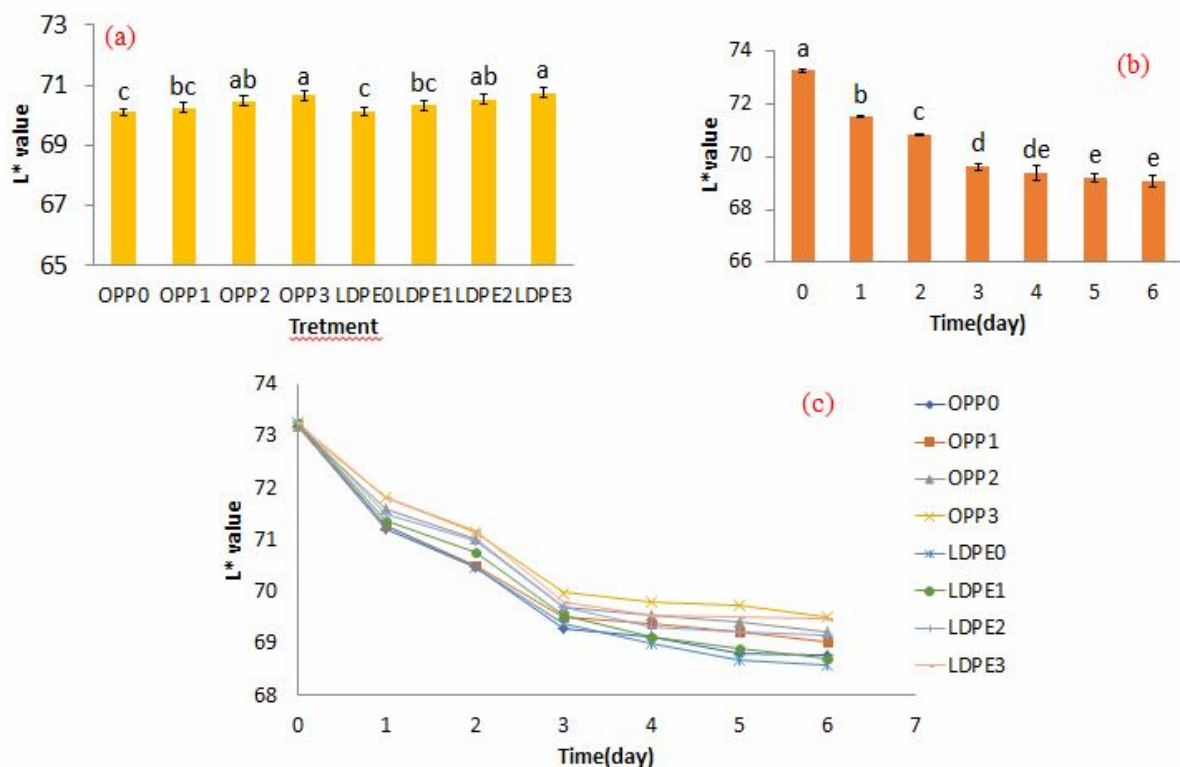 (a)
73
71
69
67
65
L* value
c bc ab a c bc ab a
OPP0 OPP1 OPP2 OPP3 LDPE0 LDPE1 LDPE2 LDPE3
Tretment
(b)
74
72
70
68
66
L*value
a b c d de e e
0 1 2 3 4 5 6
Time(day)
(c)
74
73
72
71
70
69
68
L* value
0 1 2 3 4 5 6 7
Time(day)
OPP0
OPP1
OPP2
OPP3
LDPE0
LDPE1
LDPE2
LDPE3